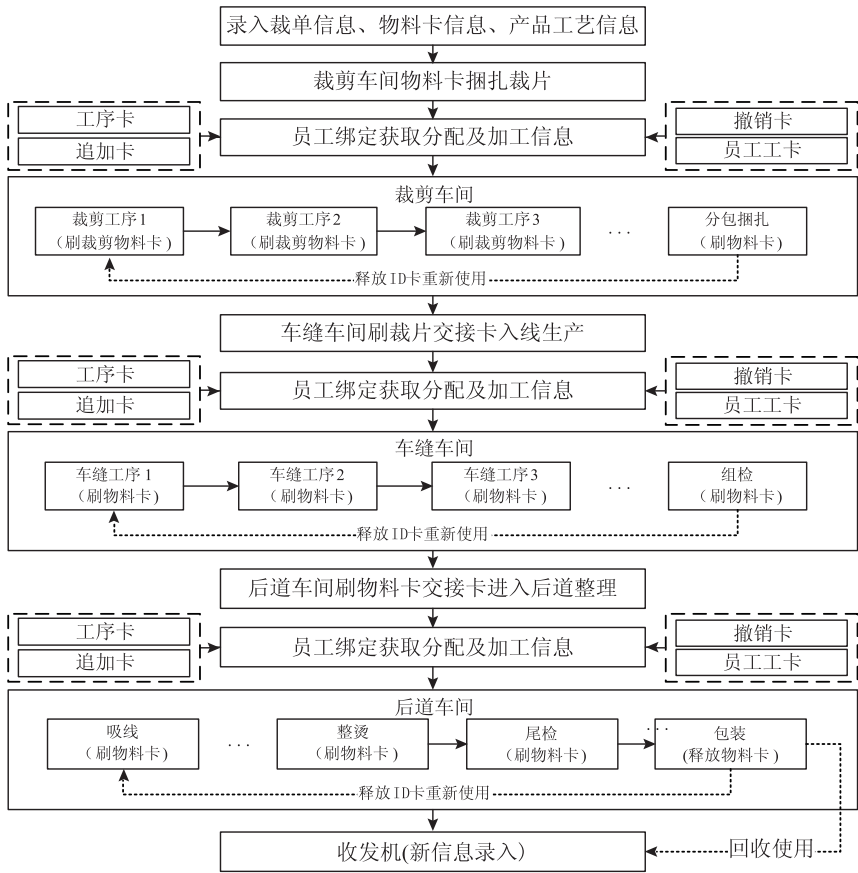 录入裁单信息、物料卡信息、产品工艺信息
裁剪车间物料卡捆扎裁片
工序卡
追加卡
员工绑定获取分配及加工信息
撤销卡
员工工卡
裁剪车间
裁剪工序1
(刷裁剪物料卡)
裁剪工序2
(刷裁剪物料卡)
裁剪工序3
(刷裁剪物料卡)
...
分包捆扎
(刷物料卡)
释放ID卡重新使用
车缝车间刷裁片交接卡入线生产
工序卡
追加卡
员工绑定获取分配及加工信息
撤销卡
员工工卡
车缝车间
车缝工序1
(刷物料卡)
车缝工序2
(刷物料卡)
车缝工序3
(刷物料卡)
...
组检
(刷物料卡)
释放ID卡重新使用
后道车间刷物料卡交接卡进入后道整理
工序卡
追加卡
员工绑定获取分配及加工信息
撤销卡
员工工卡
后道车间
吸线
(刷物料卡)
...
整烫
(刷物料卡)
尾检
(刷物料卡)
...
包装
(释放物料卡)
释放ID卡重新使用
收发机(新信息录入)
回收使用